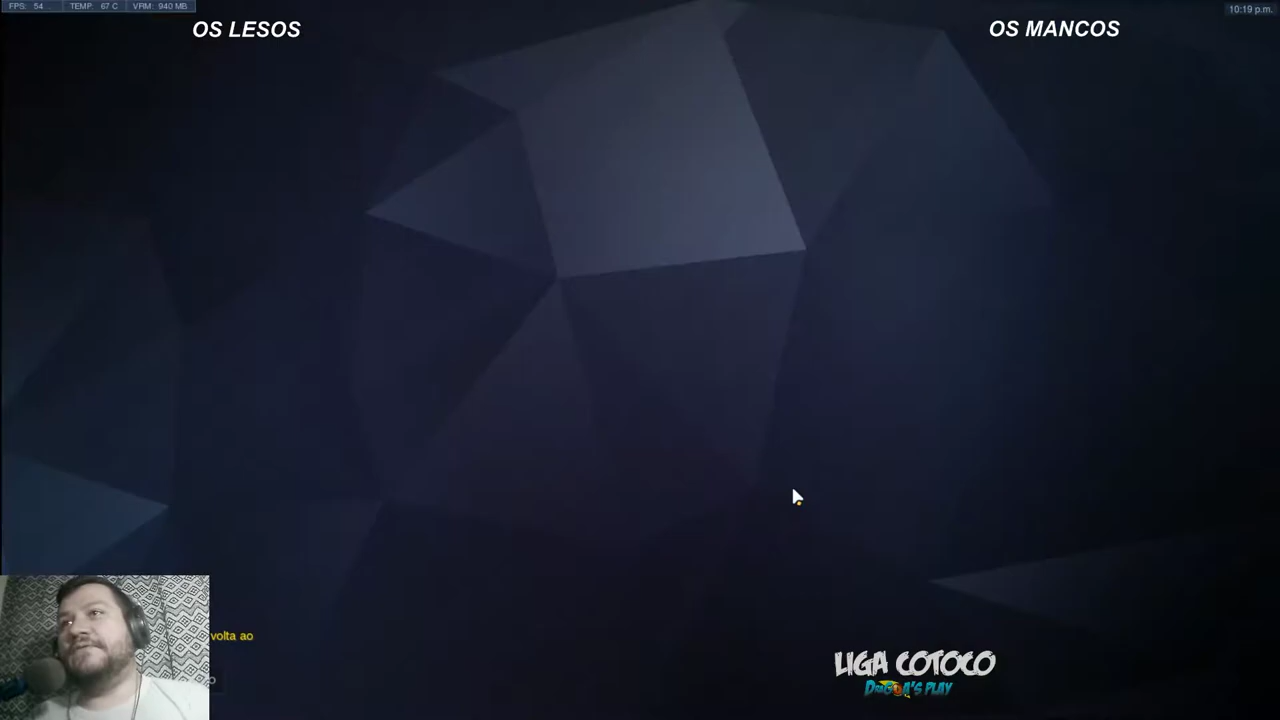 FPS: 54 TEMP: 67 C VRM: 940 MB
10:19 p.m.
OS LESOS
OS MANCOS
volta ao
LIGA COTOCO